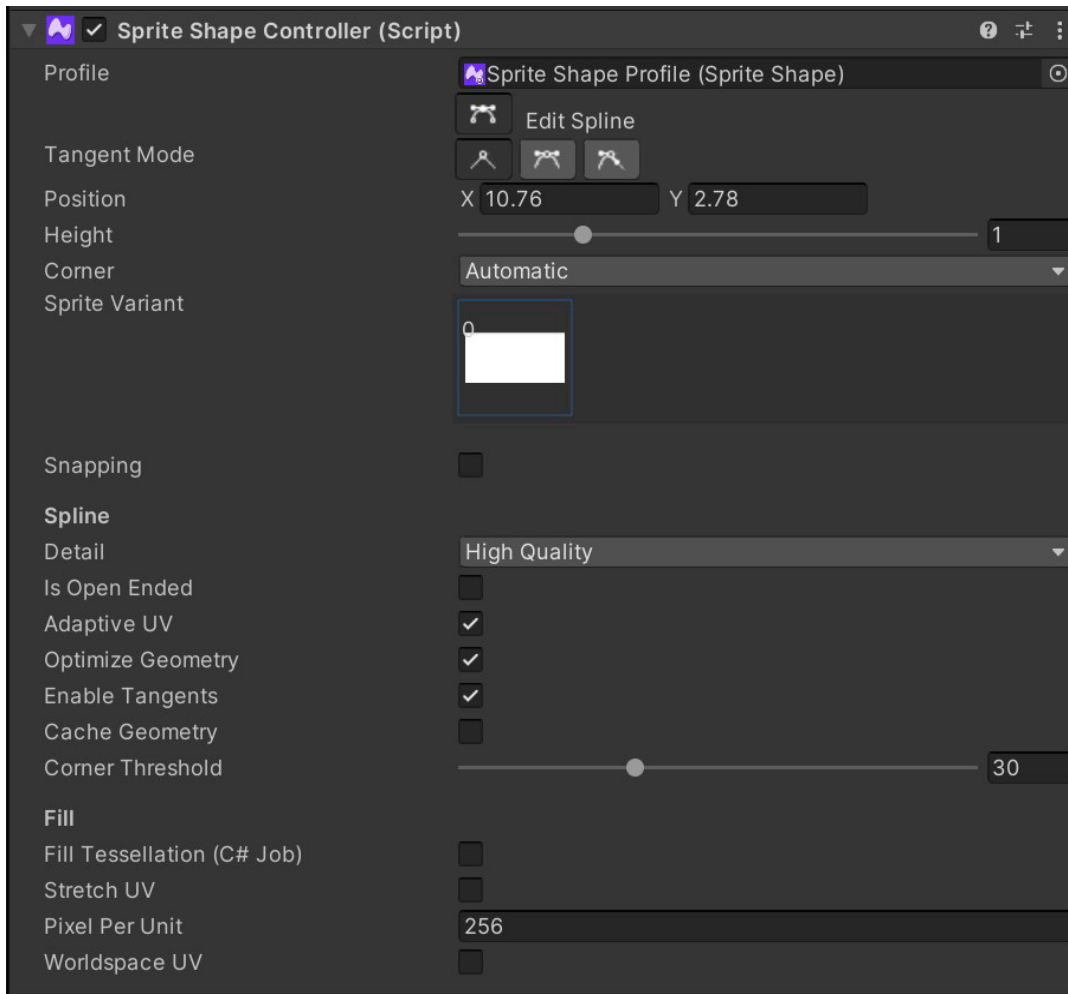 Sprite Shape Controller (Script)
Profile Sprite Shape Profile (Sprite Shape)
Edit Spline
Tangent Mode
Position X 10.76 Y 2.78
Height 1
Corner Automatic
Sprite Variant
0
Snapping
Spline
Detail High Quality
Is Open Ended
Adaptive UV
Optimize Geometry
Enable Tangents
Cache Geometry
Corner Threshold 30
Fill
Fill Tessellation (C# Job)
Stretch UV
Pixel Per Unit 256
Worldspace UV